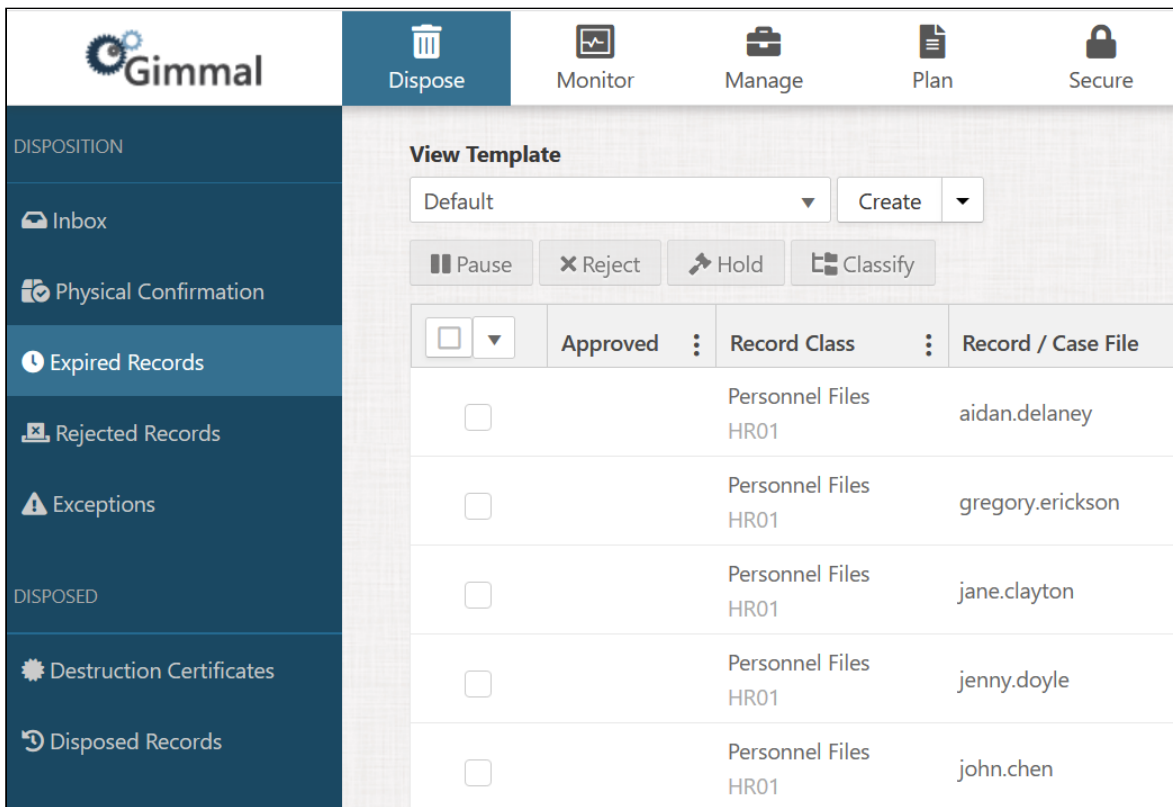 Gimmal
Dispose Monitor Manage Plan Secure
DISPOSITION
Inbox
Physical Confirmation
Expired Records
Rejected Records
Exceptions
DISPOSED
Destruction Certificates
Disposed Records
View Template
Default Create
Pause Reject Hold Classify
Approved Record Class Record / Case File
Personnel Files
HR01
aidan.delaney
Personnel Files
HR01
gregory.erickson
Personnel Files
HR01
jane.clayton
Personnel Files
HR01
jenny.doyle
Personnel Files
HR01
john.chen